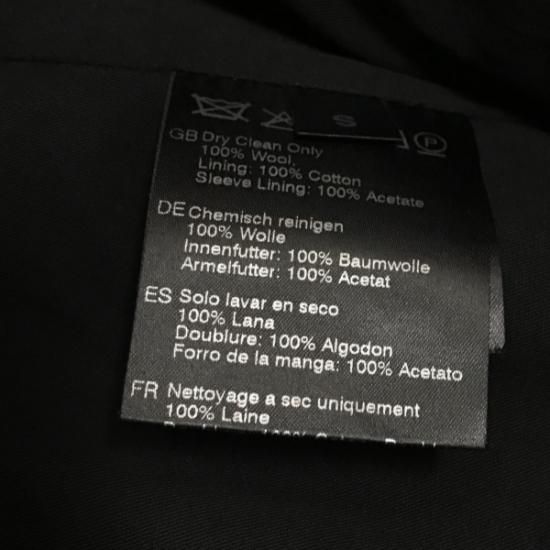 S
P
GB Dry Clean Only
100% Wool.
Lining: 100% Cotton
Sleeve Lining: 100% Acetate
DE Chemisch reinigen
100% Wolle
Innenfutter: 100% Baumwolle
Armelfutter: 100% Acetat
ES Solo lavar en seco
100% Lana
Doublure: 100% Algodon
Forro de la manga: 100% Acetato
FR Nettoyage a sec uniquement
100% Laine